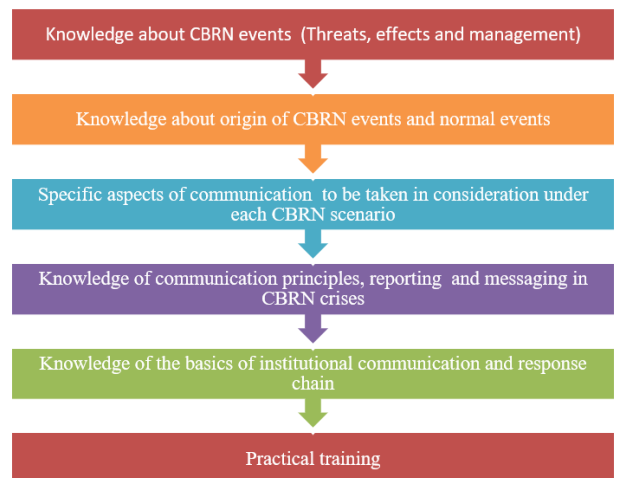 Knowledge about CBRN events (Threats, effects and management)
Knowledge about origin of CBRN events and normal events
Specific aspects of communication to be taken in consideration under
each CBRN scenario
Knowledge of communication principles, reporting and messaging in
CBRN crises
Knowledge of the basics of institutional communication and response
chain
Practical training